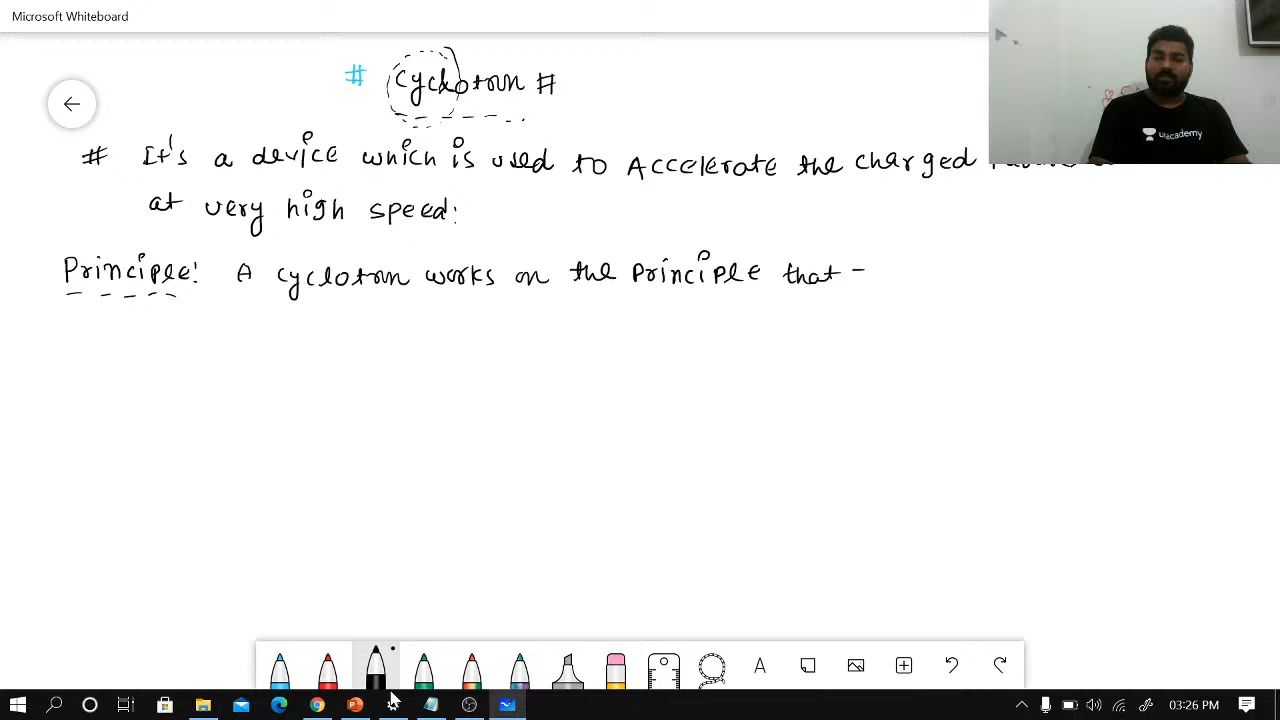 Microsoft Whiteboard
# Cyclotron #
# It's a device which is used to Accelerate the charged
at very high speed:
unacademy
Principle: A cyclotron works on the principle that -
A
03:26 PM